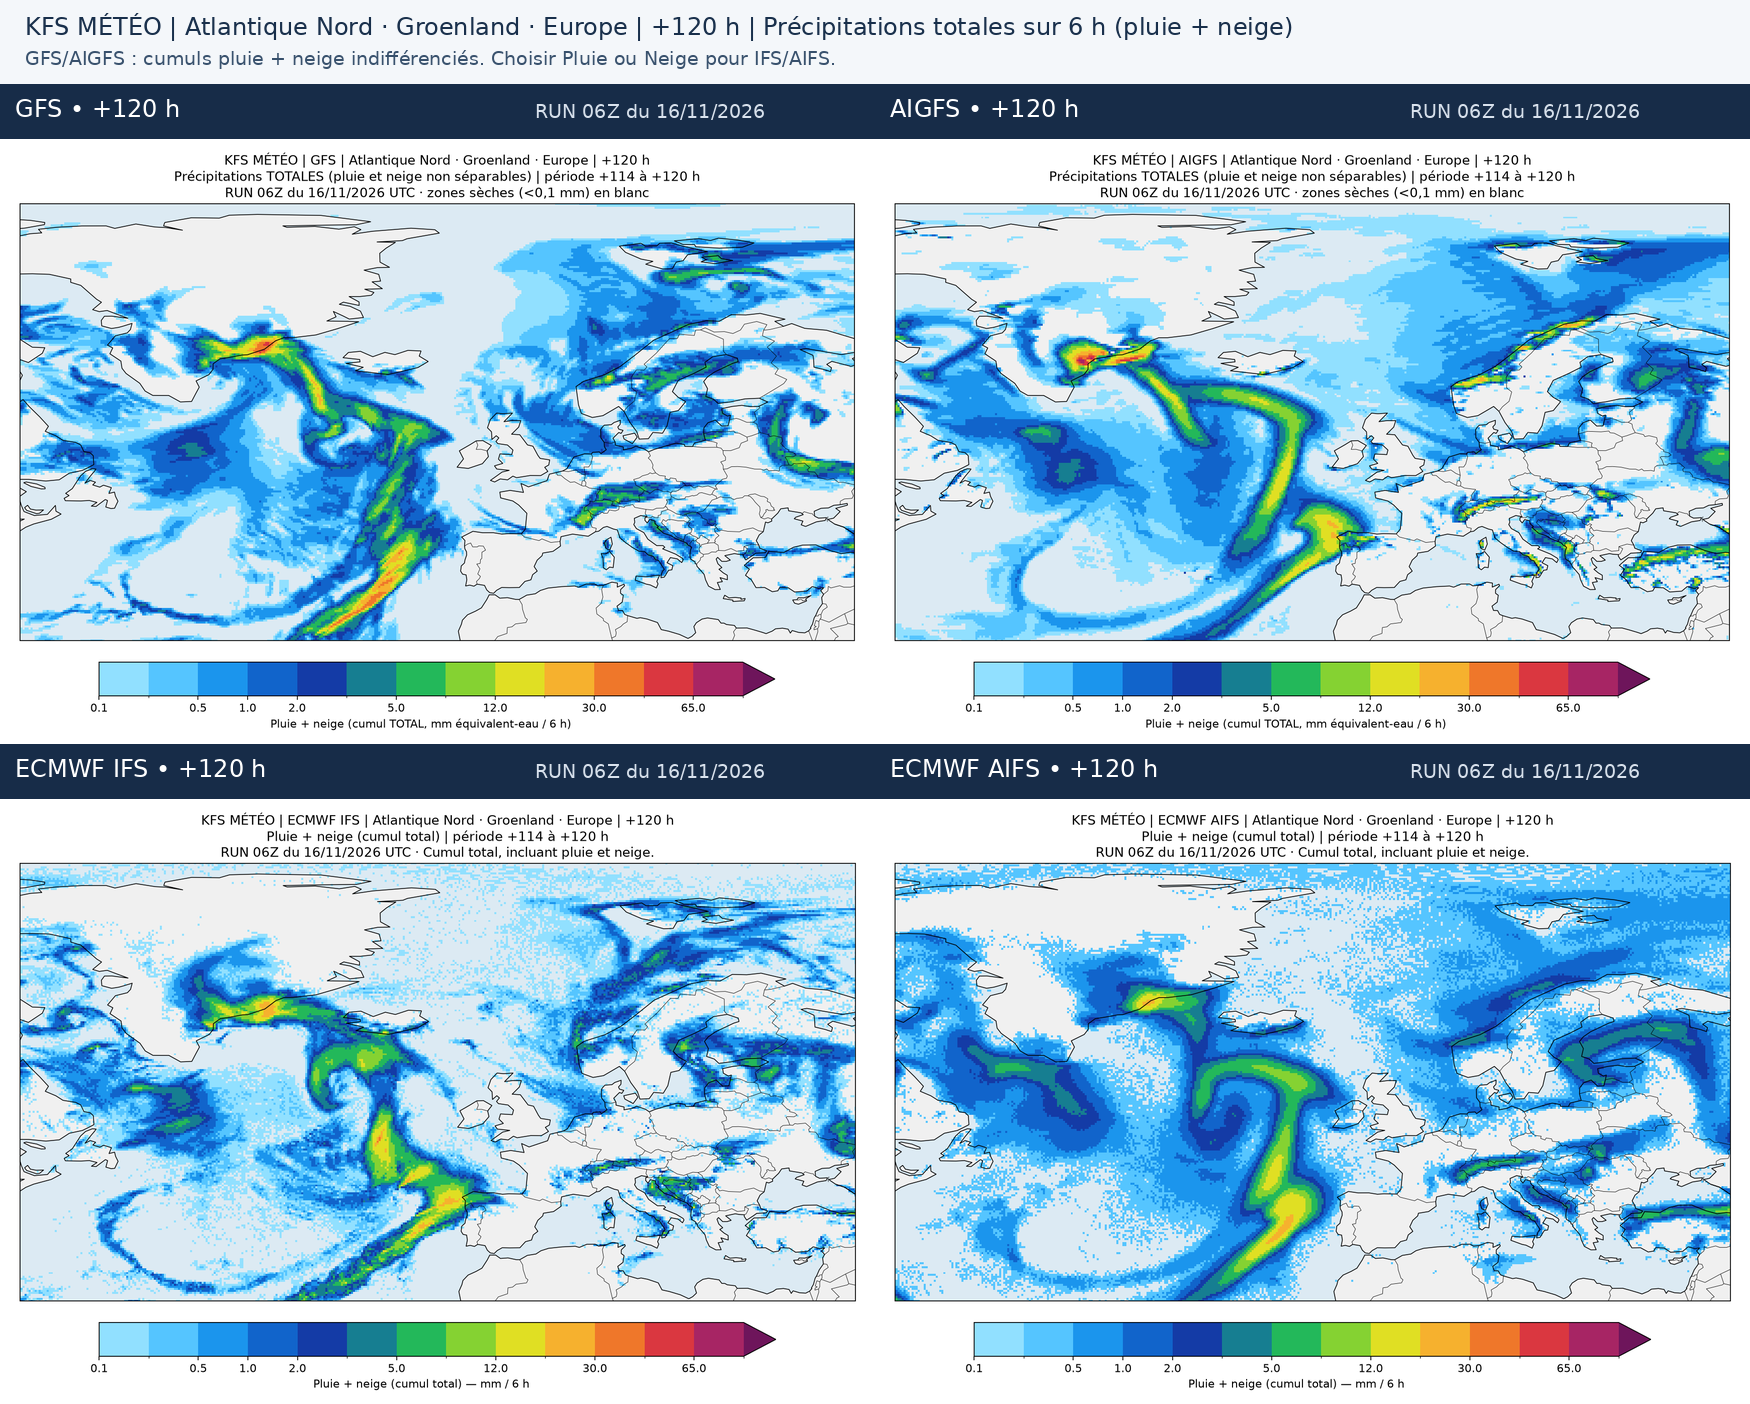 KFS MÉTÉO | Atlantique Nord · Groenland · Europe | +120 h | Précipitations totales sur 6 h (pluie + neige)
GFS/AIGFS : cumuls pluie + neige indifférenciés. Choisir Pluie ou Neige pour IFS/AIFS.
GFS • +120 h
RUN 06Z du 16/11/2026
AIGFS • +120 h
RUN 06Z du 16/11/2026
KFS MÉTÉO | GFS | Atlantique Nord · Groenland · Europe | +120 h
Précipitations TOTALES (pluie et neige non séparables) | période +114 à +120 h
RUN 06Z du 16/11/2026 UTC · zones sèches (<0,1 mm) en blanc
KFS MÉTÉO | AIGFS | Atlantique Nord · Groenland · Europe | +120 h
Précipitations TOTALES (pluie et neige non séparables) | période +114 à +120 h
RUN 06Z du 16/11/2026 UTC · zones sèches (<0,1 mm) en blanc
0.1 0.5 1.0 2.0 5.0 12.0 30.0 65.0
Pluie + neige (cumul TOTAL, mm équivalent-eau / 6 h)
0.1 0.5 1.0 2.0 5.0 12.0 30.0 65.0
Pluie + neige (cumul TOTAL, mm équivalent-eau / 6 h)
ECMWF IFS • +120 h
RUN 06Z du 16/11/2026
ECMWF AIFS • +120 h
RUN 06Z du 16/11/2026
KFS MÉTÉO | ECMWF IFS | Atlantique Nord · Groenland · Europe | +120 h
Pluie + neige (cumul total) | période +114 à +120 h
RUN 06Z du 16/11/2026 UTC · Cumul total, incluant pluie et neige.
KFS MÉTÉO | ECMWF AIFS | Atlantique Nord · Groenland · Europe | +120 h
Pluie + neige (cumul total) | période +114 à +120 h
RUN 06Z du 16/11/2026 UTC · Cumul total, incluant pluie et neige.
0.1 0.5 1.0 2.0 5.0 12.0 30.0 65.0
Pluie + neige (cumul total) — mm / 6 h
0.1 0.5 1.0 2.0 5.0 12.0 30.0 65.0
Pluie + neige (cumul total) — mm / 6 h